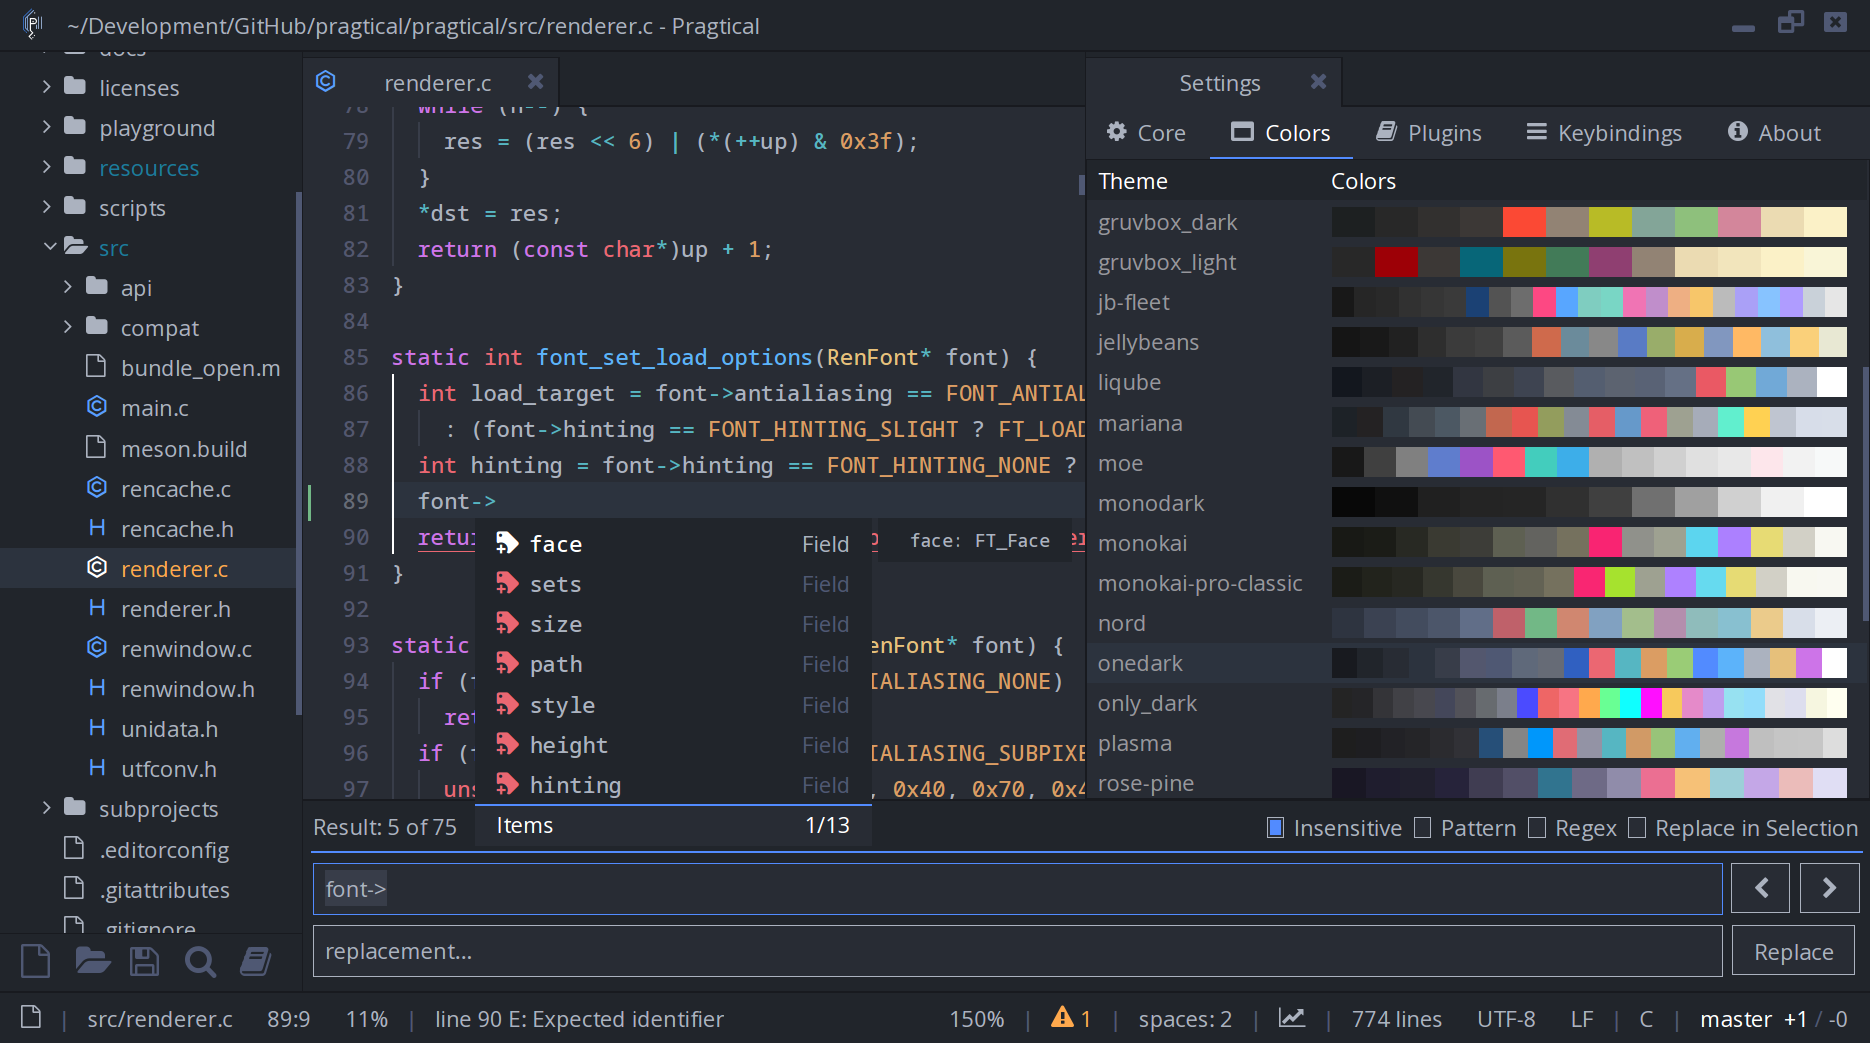 ~/Development/GitHub/pragtical/pragtical/src/renderer.c - Pragtical
docs
licenses
playground
resources
scripts
src
api
compat
bundle_open.m
main.c
meson.build
rencache.c
rencache.h
renderer.c
renderer.h
renwindow.c
renwindow.h
unidata.h
utfconv.h
subprojects
.editorconfig
.gitattributes
.gitignore
renderer.c
78 while (n--) {
79 res = (res << 6) | (*(++up) & 0x3f);
80 }
81 *dst = res;
82 return (const char*)up + 1;
83 }
84
85 static int font_set_load_options(RenFont* font) {
86 int load_target = font->antialiasing == FONT_ANTIAL
87 : (font->hinting == FONT_HINTING_SLIGHT ? FT_LOAD
88 int hinting = font->hinting == FONT_HINTING_NONE ?
89 font->
90 retur
91 }
92
93 static enFont* font) {
94 if ( IALIASING_NONE)
95 ret
96 if ( IALIASING_SUBPIXE
97 uns , 0x40, 0x70, 0x4
face Field
sets Field
size Field
path Field
style Field
height Field
hinting Field
Items 1/13
face: FT_Face
Settings
Core Colors Plugins Keybindings About
Theme Colors
gruvbox_dark
gruvbox_light
jb-fleet
jellybeans
liqube
mariana
moe
monodark
monokai
monokai-pro-classic
nord
onedark
only_dark
plasma
rose-pine
Result: 5 of 75
Insensitive Pattern Regex Replace in Selection
font->
replacement...
Replace
src/renderer.c 89:9 11% | line 90 E: Expected identifier
150% | 1 | spaces: 2 | | 774 lines UTF-8 LF | C | master +1 / -0